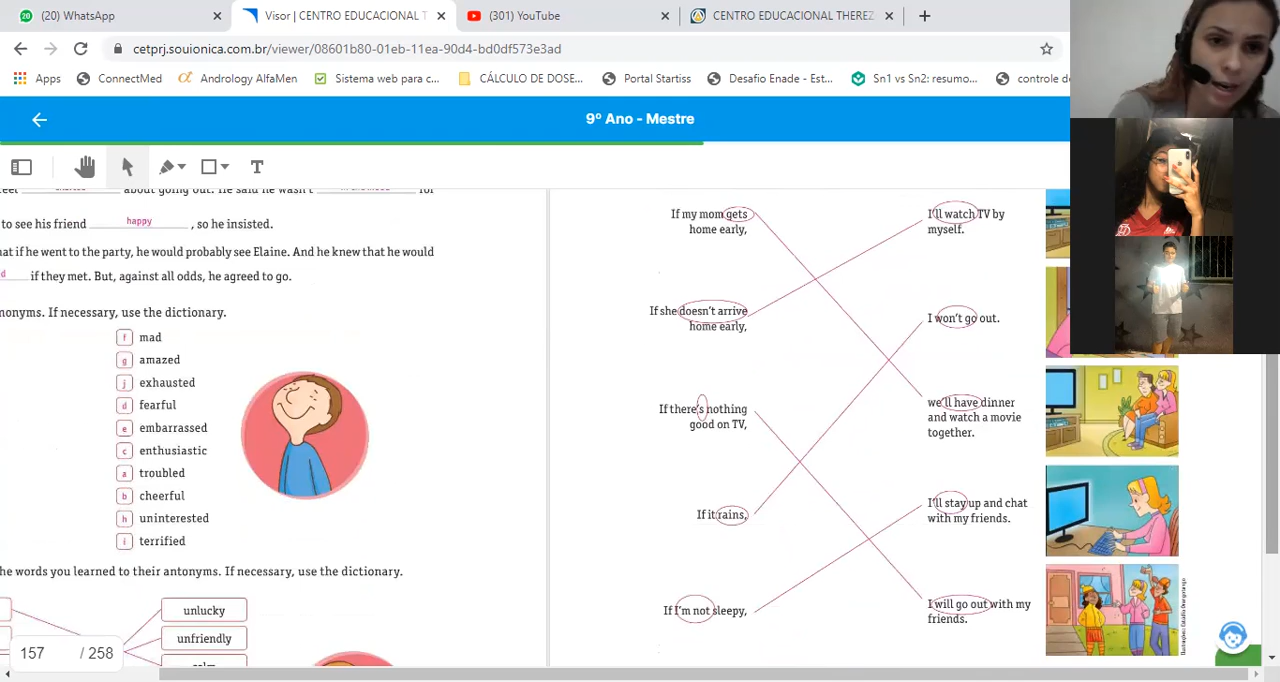 (20) WhatsApp
Visor | CENTRO EDUCACIONAL T
(301) YouTube
CENTRO EDUCACIONAL THEREZ
cetprj.souionica.com.br/viewer/08601b80-01eb-11ea-90d4-bd0df573e3ad
Apps
ConnectMed
Andrology AlfaMen
Sistema web para c...
CÁLCULO DE DOSE...
Portal Startiss
Desafio Enade - Est...
Sn1 vs Sn2: resumo...
controle de
9º Ano - Mestre
T
about going out. He said he wasn't
for
to see his friend happy , so he insisted.
hat if he went to the party, he would probably see Elaine. And he knew that he would
d if they met. But, against all odds, he agreed to go.
nonyms. If necessary, use the dictionary.
f mad
g amazed
j exhausted
d fearful
e embarrassed
c enthusiastic
a troubled
b cheerful
h uninterested
i terrified
he words you learned to their antonyms. If necessary, use the dictionary.
unlucky
unfriendly
157 / 258
If my mom gets
home early,
If she doesn't arrive
home early,
If there's nothing
good on TV,
If it rains,
If I'm not sleepy,
I'll watch TV by
myself.
I won't go out.
we'll have dinner
and watch a movie
together.
I'll stay up and chat
with my friends.
I will go out with my
friends.